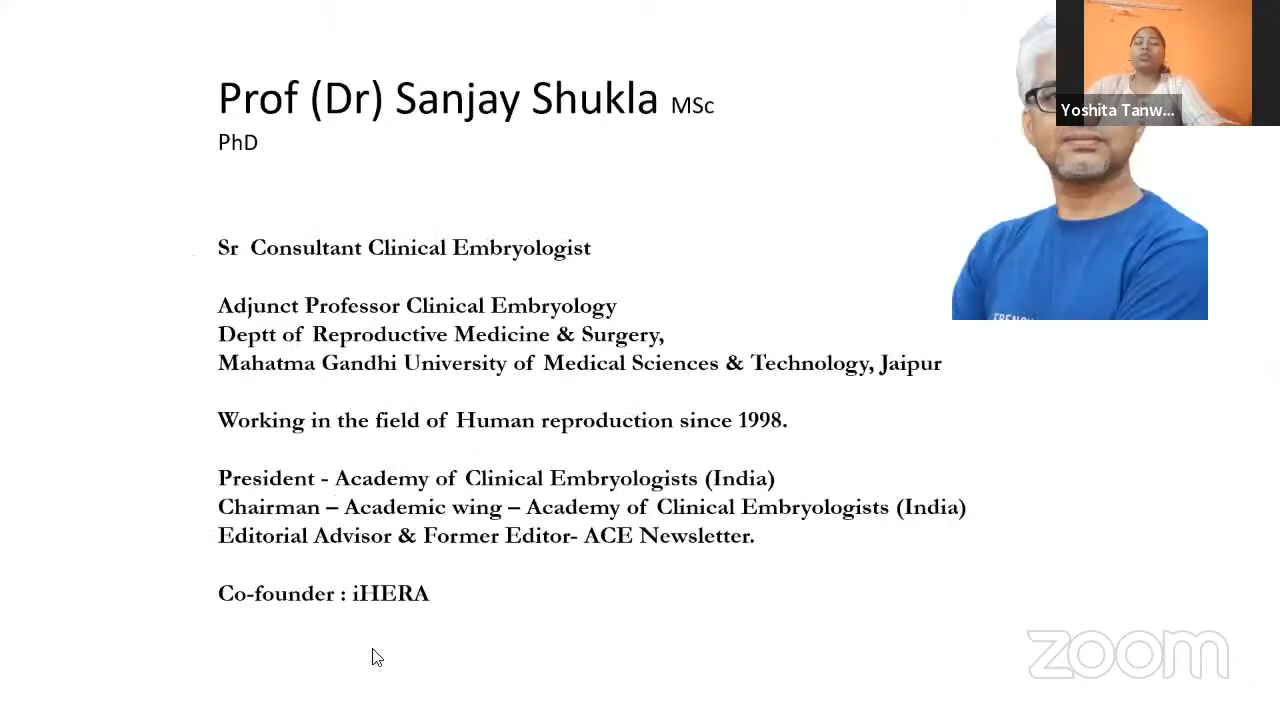 Prof (Dr) Sanjay Shukla MSc
PhD
Yoshita Tanw...
Sr Consultant Clinical Embryologist
Adjunct Professor Clinical Embryology
Deptt of Reproductive Medicine & Surgery,
Mahatma Gandhi University of Medical Sciences & Technology, Jaipur
Working in the field of Human reproduction since 1998.
President - Academy of Clinical Embryologists (India)
Chairman – Academic wing – Academy of Clinical Embryologists (India)
Editorial Advisor & Former Editor- ACE Newsletter.
Co-founder : iHERA
zoom